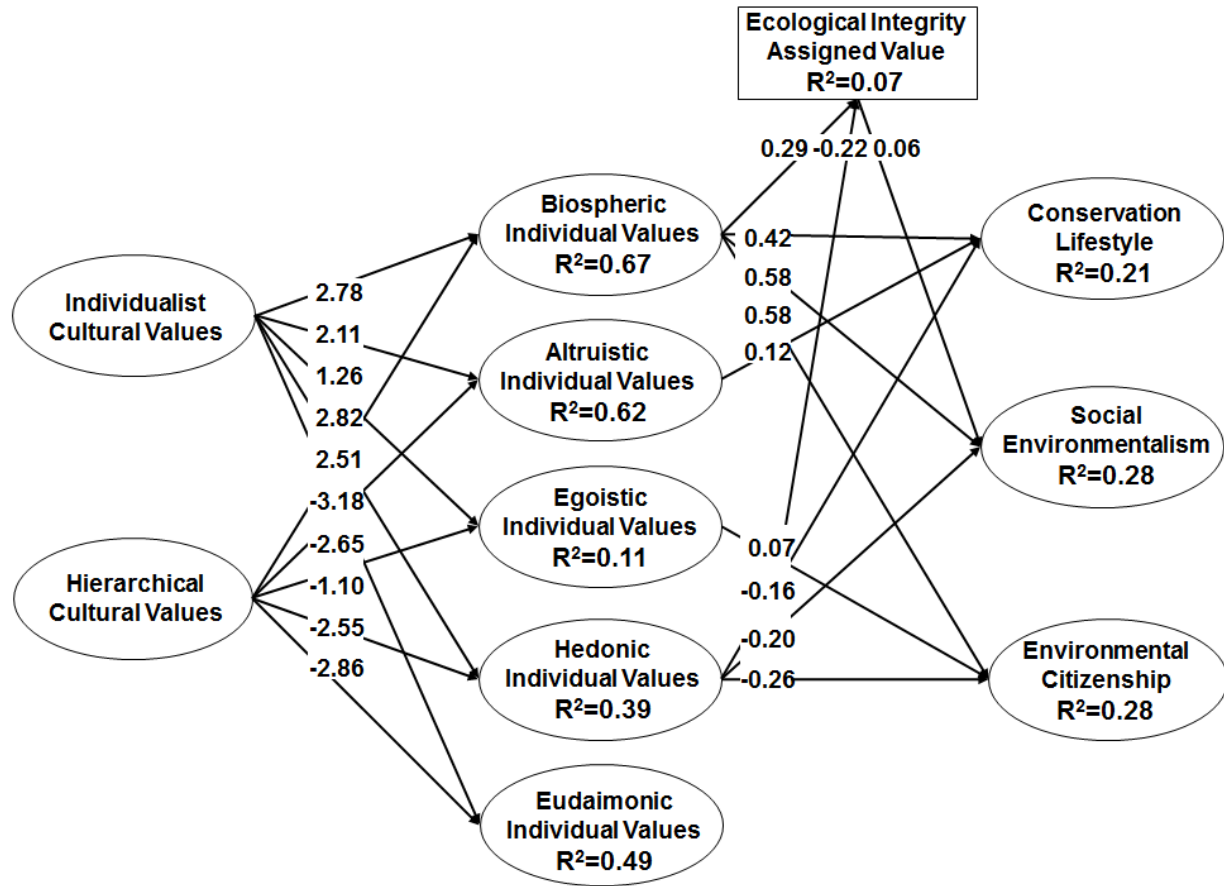 Ecological Integrity
Assigned Value
R²=0.07
0.29 -0.22 0.06
Biospheric
Individual Values
R²=0.67
Conservation
Lifestyle
R²=0.21
Individualist
Cultural Values
2.78
2.11
1.26
2.82
2.51
-3.18
-2.65
-1.10
-2.55
-2.86
0.42
0.58
0.58
0.12
Altruistic
Individual Values
R²=0.62
Social
Environmentalism
R²=0.28
Egoistic
Individual Values
R²=0.11
Hierarchical
Cultural Values
0.07
-0.16
-0.20
-0.26
Hedonic
Individual Values
R²=0.39
Environmental
Citizenship
R²=0.28
Eudaimonic
Individual Values
R²=0.49